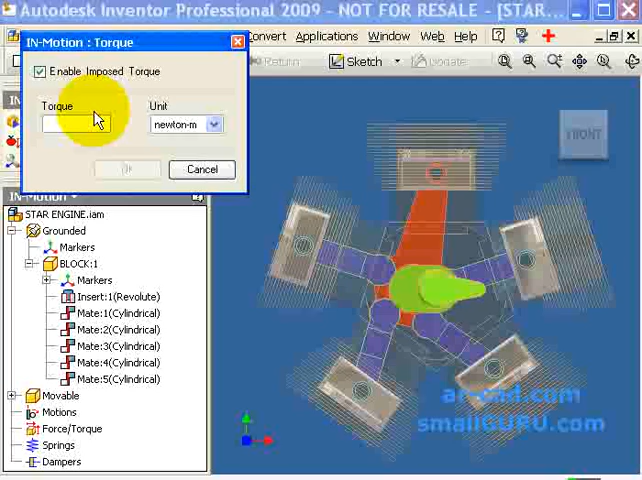 Autodesk Inventor Professional 2009 - NOT FOR RESALE - [STAR
IN-Motion : Torque
Convert Applications Window Web Help
Enable Imposed Torque
Return
Sketch
Update
Torque
Unit
newton-m
Ok
Cancel
FRONT
IN-Motion
STAR ENGINE.iam
Grounded
Markers
BLOCK:1
Markers
Insert:1(Revolute)
Mate:1(Cylindrical)
Mate:2(Cylindrical)
Mate:3(Cylindrical)
Mate:4(Cylindrical)
Mate:5(Cylindrical)
Movable
Motions
Force/Torque
Springs
Dampers
ar-cad.com
smallGURU.com